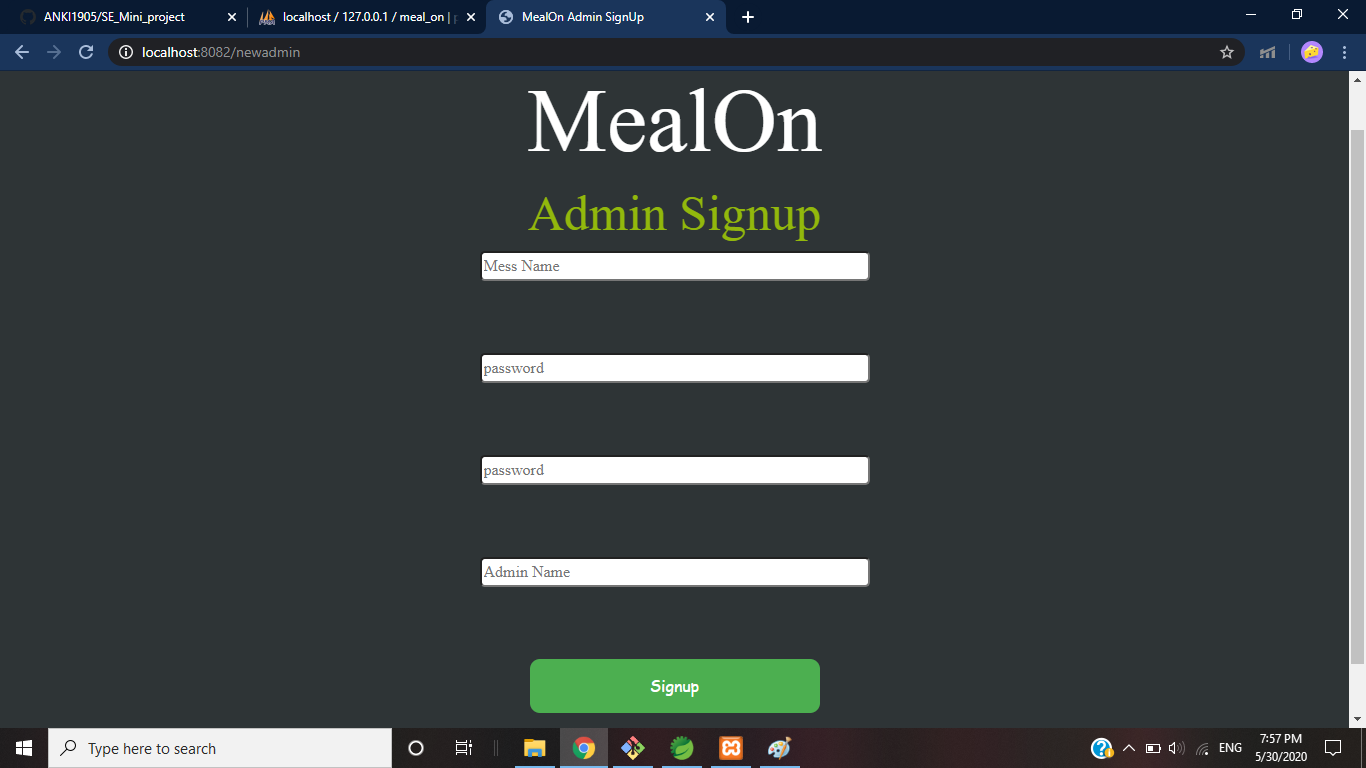 ANKI1905/SE_Mini_project
localhost / 127.0.0.1 / meal_on |
MealOn Admin SignUp
localhost:8082/newadmin
MealOn
Admin Signup
Mess Name
password
password
Admin Name
Signup
Type here to search
ENG
7:57 PM
5/30/2020